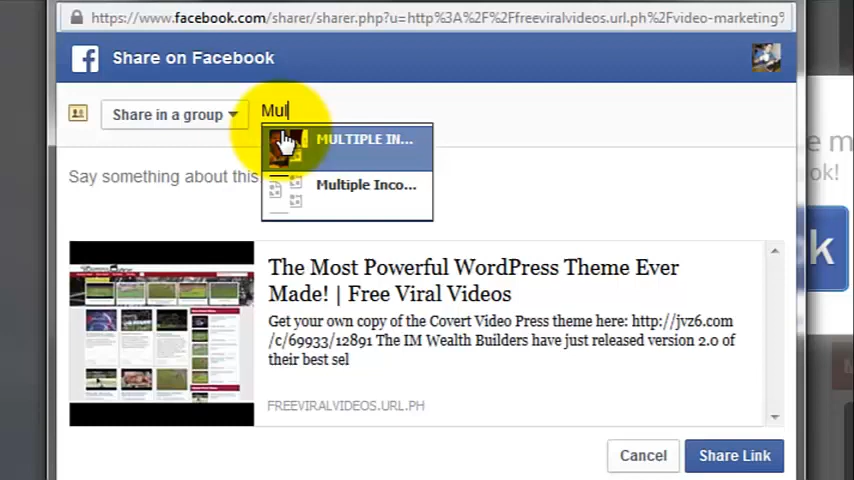 https://www.facebook.com/sharer/sharer.php?u=http%3A%2F%2Ffreeviralvideos.url.ph%2Fvideo-marketing%
f Share on Facebook
Share in a group Mul
MULTIPLE IN...
Say something about this
Multiple Inco...
The Most Powerful WordPress Theme Ever
Made! | Free Viral Videos
Get your own copy of the Covert Video Press theme here: http://jvz6.com
/c/69933/12891 The IM Wealth Builders have just released version 2.0 of
their best sel
FREEVIRALVIDEOS.URL.PH
Cancel Share Link